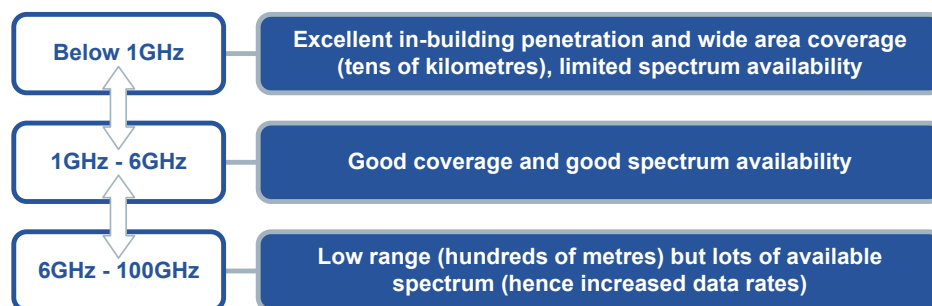 Below 1GHz
Excellent in-building penetration and wide area coverage
(tens of kilometres), limited spectrum availability
1GHz - 6GHz
Good coverage and good spectrum availability
6GHz - 100GHz
Low range (hundreds of metres) but lots of available
spectrum (hence increased data rates)